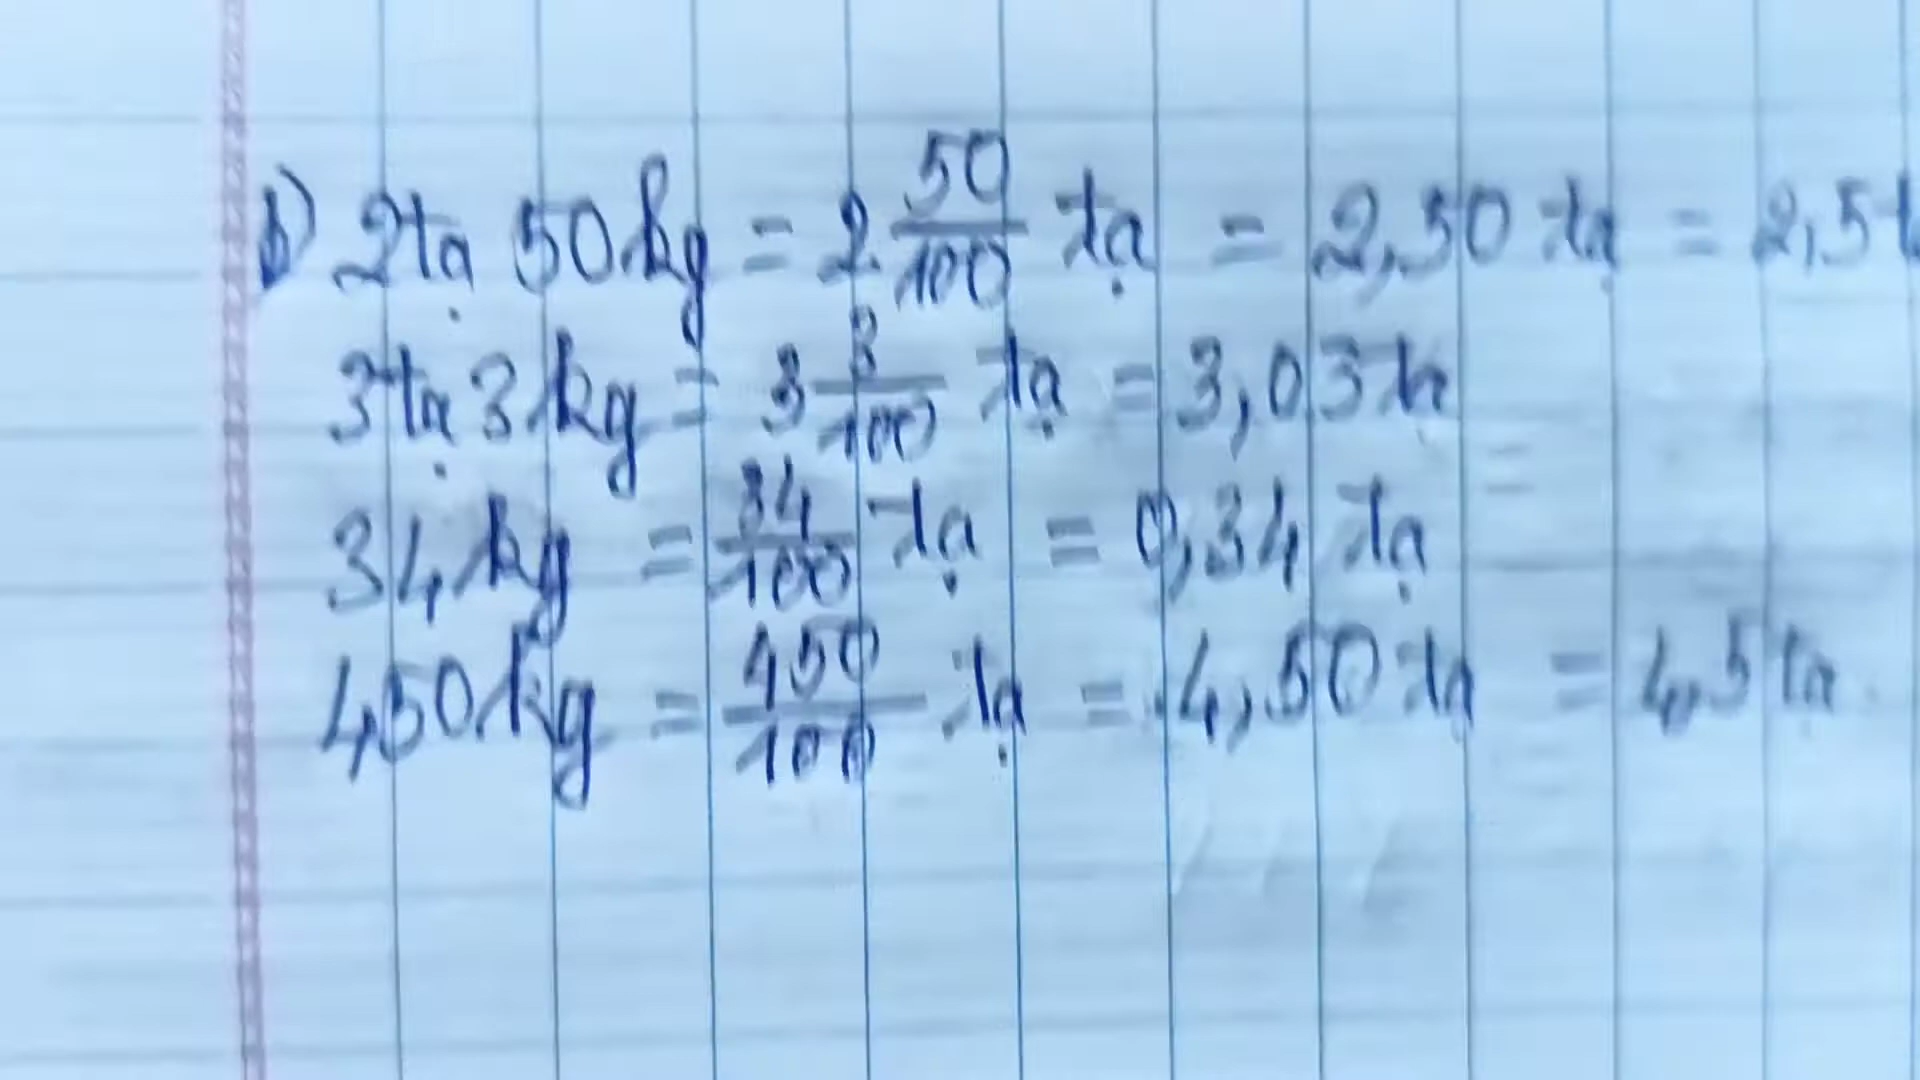 b) 2tạ 50kg = 2 50/100 tạ = 2,50 tạ = 2,5 t
3tạ 3kg = 3 3/100 tạ = 3,03 tạ
34kg = 34/100 tạ = 0,34 tạ
450kg = 450/100 tạ = 4,50 tạ = 4,5 tạ